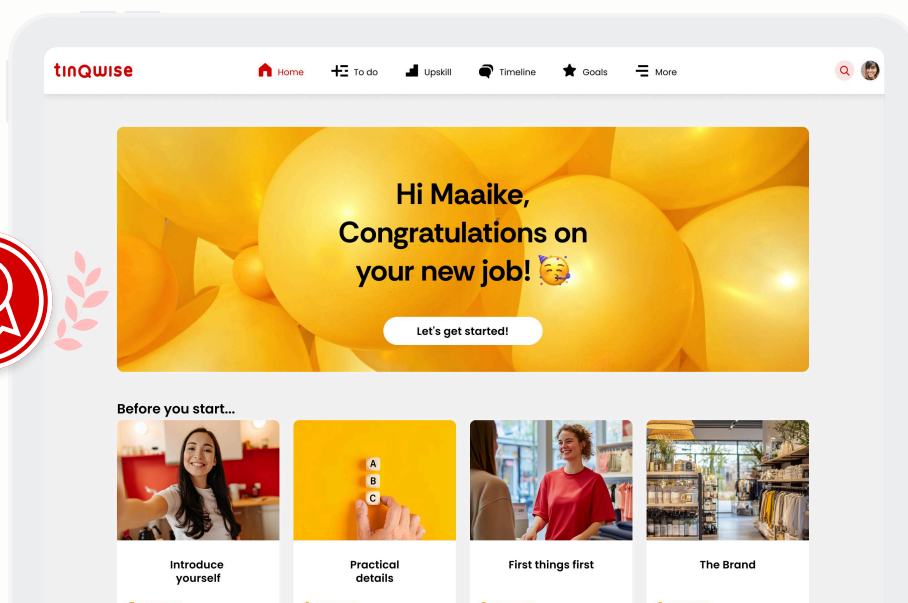 tinQwise
Home
To do
Upskill
Timeline
Goals
More
Hi Maaike,
Congratulations on
your new job! 🥳
Let's get started!
Before you start...
A
B
C
Introduce
yourself
Practical
details
First things first
The Brand